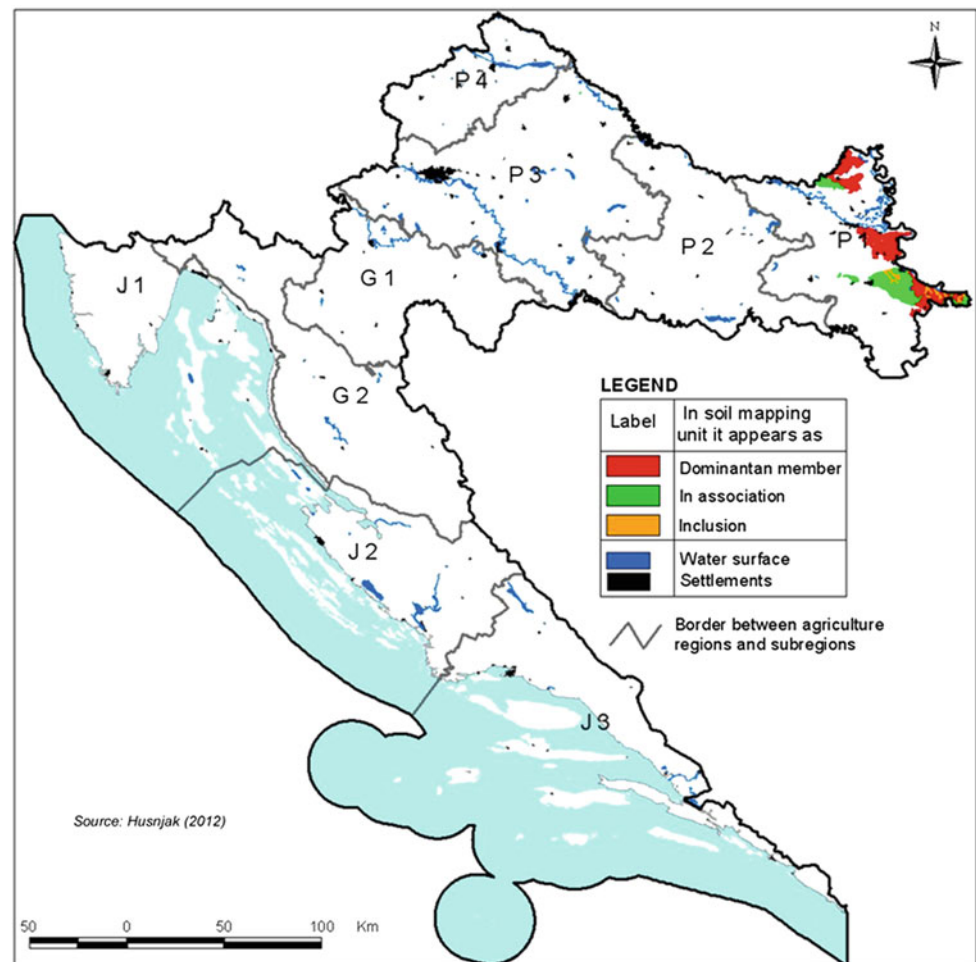 N
P 4
P 3
P 1
P 2
J 1
G 1
G 2
LEGEND
Label
In soil mapping
unit it appears as
Dominantan member
In association
Inclusion
Water surface
Settlements
J 2
Border between agriculture
regions and subregions
J 3
Source: Husnjak (2012)
50 0 50 100 Km